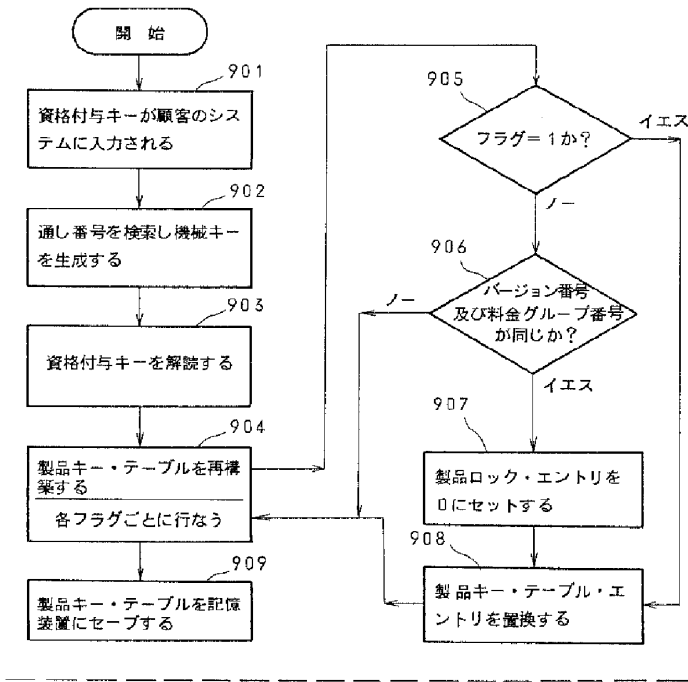 開 始
901
資格付与キーが顧客のシス
テムに入力される
902
通し番号を検索し機械キー
を生成する
903
資格付与キーを解読する
904
製品キー・テーブルを再構
築する
各フラグごとに行なう
909
製品キー・テーブルを記憶
装置にセーブする
905
フラグ=1か?
イエス
ノー
906
バージョン番号
及び料金グループ番号
が同じか?
ノー
イエス
907
製品ロック・エントリを
0にセットする
908
製品キー・テーブル・エ
ントリを置換する